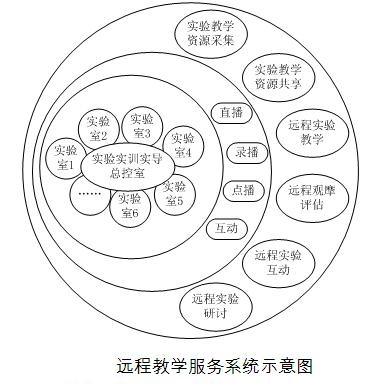 实验教学
资源采集
实验教学
资源共享
直播
实验
室2
实验
室3
远程实验
教学
实验
室1
实验
室4
录播
实验实训实导
总控室
……
实验
室5
点播
远程观摩
评估
实验
室6
互动
远程实验
互动
远程实验
研讨
远程教学服务系统示意图